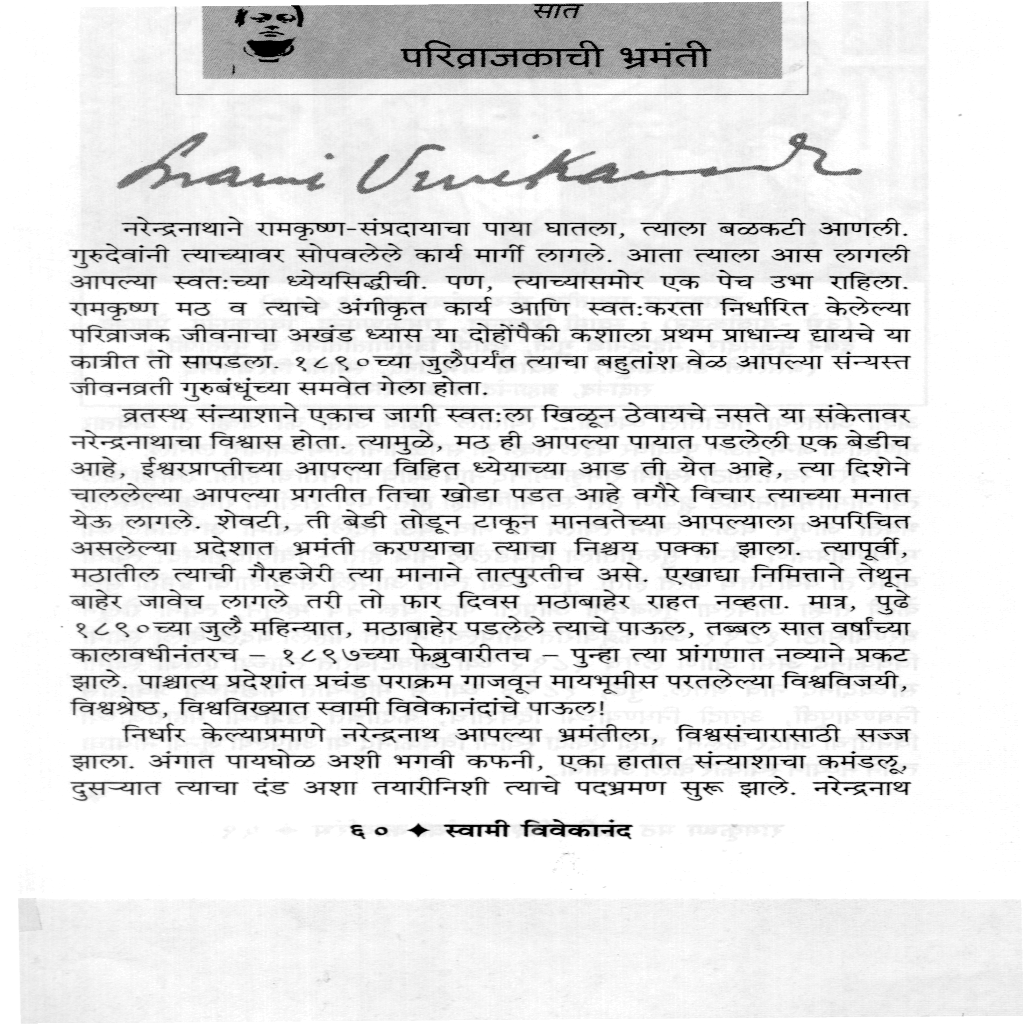 सात
परिव्राजकाची भ्रमंती
Swami Vivekananda
नरेन्द्रनाथाने रामकृष्ण-संप्रदायाचा पाया घातला, त्याला बळकटी आणली.
गुरुदेवांनी त्याच्यावर सोपवलेले कार्य मार्गी लागले. आता त्याला आस लागली
आपल्या स्वत:च्या ध्येयसिद्धीची. पण, त्याच्यासमोर एक पेच उभा राहिला.
रामकृष्ण मठ व त्याचे अंगीकृत कार्य आणि स्वत:करता निर्धारित केलेल्या
परिव्राजक जीवनाचा अखंड ध्यास या दोहोंपैकी कशाला प्रथम प्राधान्य द्यायचे या
कात्रीत तो सापडला. १८९०च्या जुलैपर्यंत त्याचा बहुतांश वेळ आपल्या संन्यस्त
जीवनव्रती गुरुबंधूंच्या समवेत गेला होता.
व्रतस्थ संन्याशाने एकाच जागी स्वत:ला खिळून ठेवायचे नसते या संकेतावर
नरेन्द्रनाथाचा विश्वास होता. त्यामुळे, मठ ही आपल्या पायात पडलेली एक बेडीच
आहे, ईश्वरप्राप्तीच्या आपल्या विहित ध्येयाच्या आड ती येत आहे, त्या दिशेने
चाललेल्या आपल्या प्रगतीत तिचा खोडा पडत आहे वगैरे विचार त्याच्या मनात
येऊ लागले. शेवटी, ती बेडी तोडून टाकून मानवतेच्या आपल्याला अपरिचित
असलेल्या प्रदेशात भ्रमंती करण्याचा त्याचा निश्चय पक्का झाला. त्यापूर्वी,
मठातील त्याची गैरहजेरी त्या मानाने तात्पुरतीच असे. एखाद्या निमित्ताने तेथून
बाहेर जावेच लागले तरी तो फार दिवस मठाबाहेर राहत नव्हता. मात्र, पुढे
१८९०च्या जुलै महिन्यात, मठाबाहेर पडलेले त्याचे पाऊल, तब्बल सात वर्षांच्या
कालावधीनंतरच – १८९७च्या फेब्रुवारीतच – पुन्हा त्या प्रांगणात नव्याने प्रकट
झाले. पाश्चात्य प्रदेशांत प्रचंड पराक्रम गाजवून मायभूमीस परतलेल्या विश्वविजयी,
विश्वश्रेष्ठ, विश्वविख्यात स्वामी विवेकानंदांचे पाऊल!
निर्धार केल्याप्रमाणे नरेन्द्रनाथ आपल्या भ्रमंतीला, विश्वसंचारासाठी सज्ज
झाला. अंगात पायघोळ अशी भगवी कफनी, एका हातात संन्याशाचा कमंडलू,
दुसऱ्यात त्याचा दंड अशा तयारीनिशी त्याचे पदभ्रमण सुरू झाले. नरेन्द्रनाथ
६० ✦ स्वामी विवेकानंद